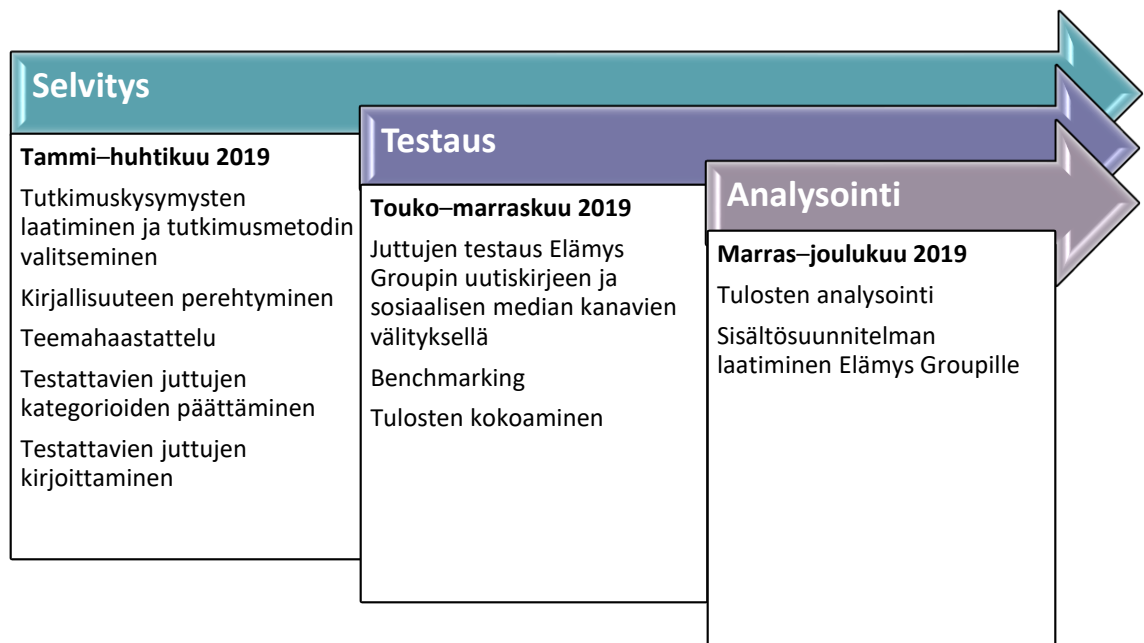 Selvitys
Tammi–huhtikuu 2019
Tutkimuskysymysten
laatiminen ja tutkimusmetodin
valitseminen
Kirjallisuuteen perehtyminen
Teemahaastattelu
Testattavien juttujen
kategorioiden päättäminen
Testattavien juttujen
kirjoittaminen
Testaus
Touko–marraskuu 2019
Juttujen testaus Elämys
Groupin uutiskirjeen ja
sosiaalisen median kanavien
välityksellä
Benchmarking
Tulosten kokoaminen
Analysointi
Marras–joulukuu 2019
Tulosten analysointi
Sisältösuunnitelman
laatiminen Elämys Groupille